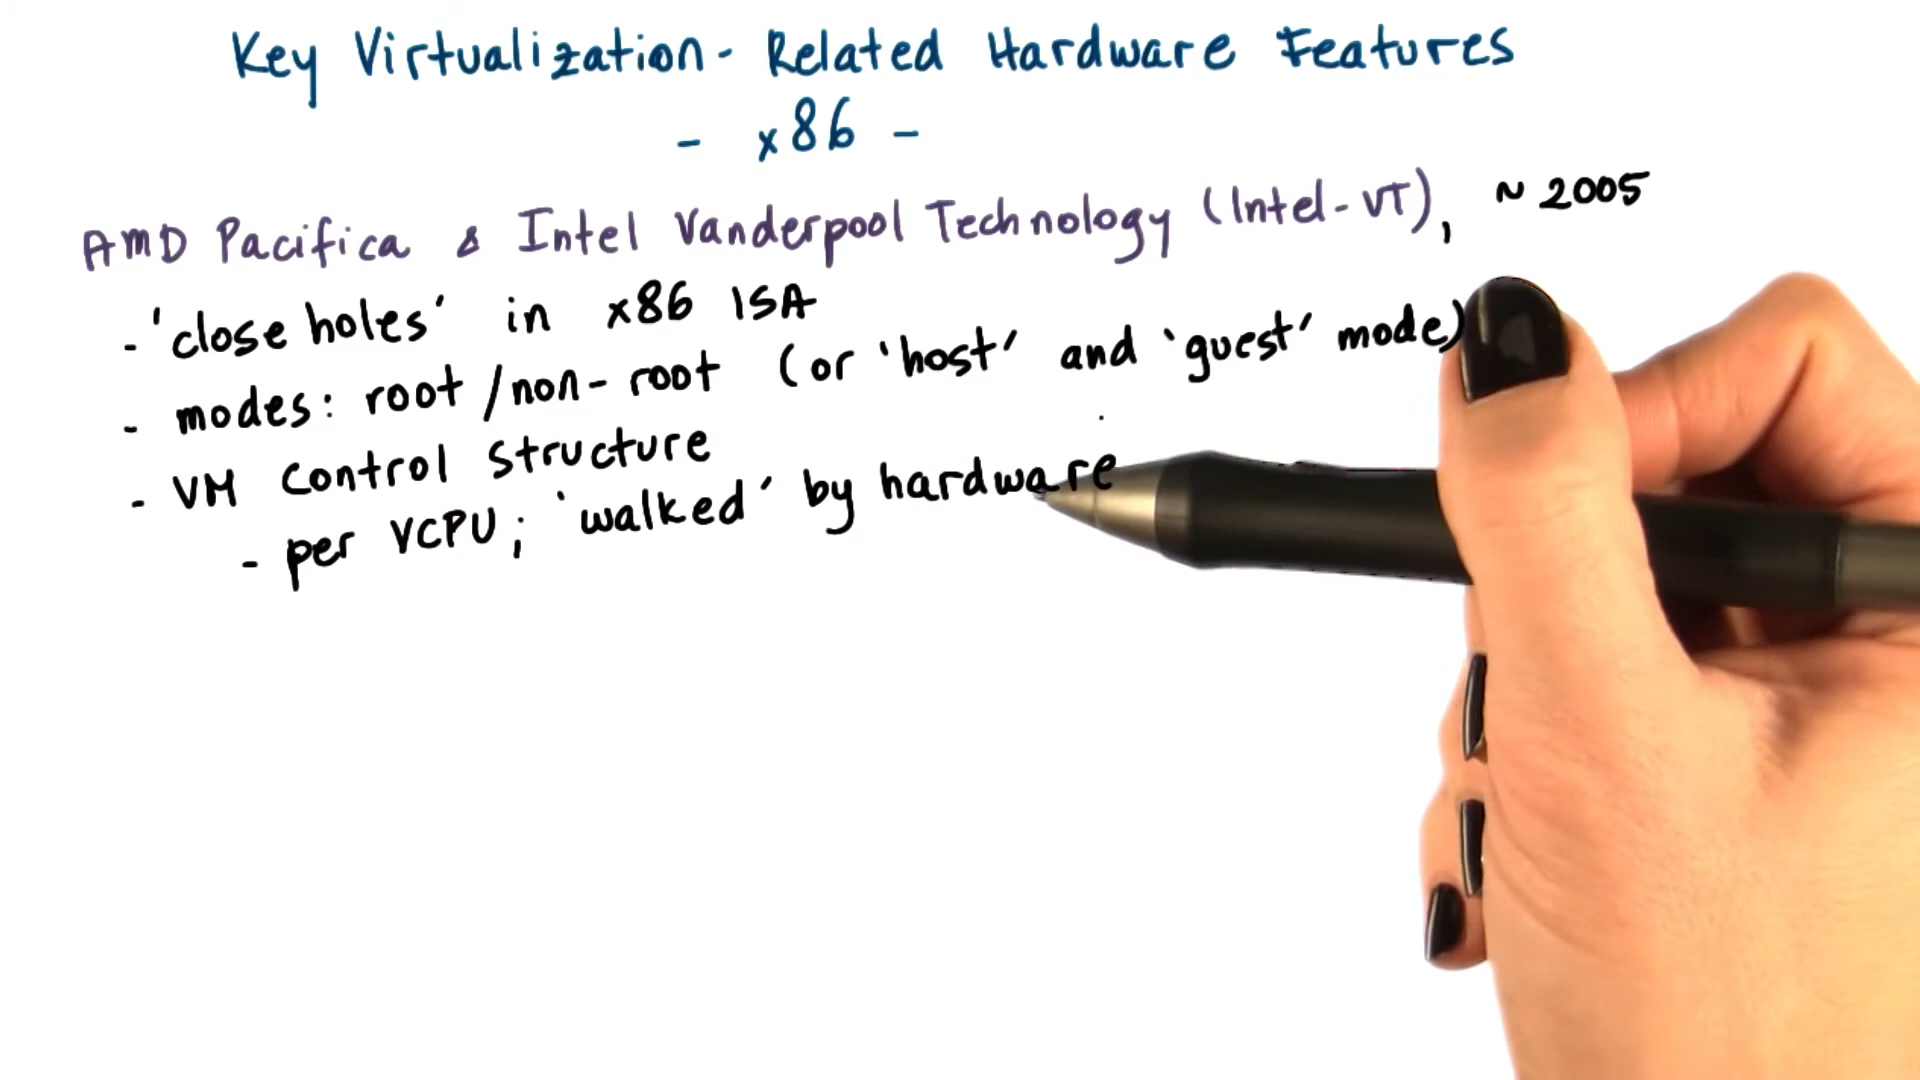 Key Virtualization - Related Hardware Features
- x86 -
AMD Pacifica & Intel Vanderpool Technology (Intel-VT), ~ 2005
- 'close holes' in x86 ISA
- modes: root / non-root (or 'host' and 'guest' mode)
- VM Control Structure
- per VCPU; 'walked' by hardware